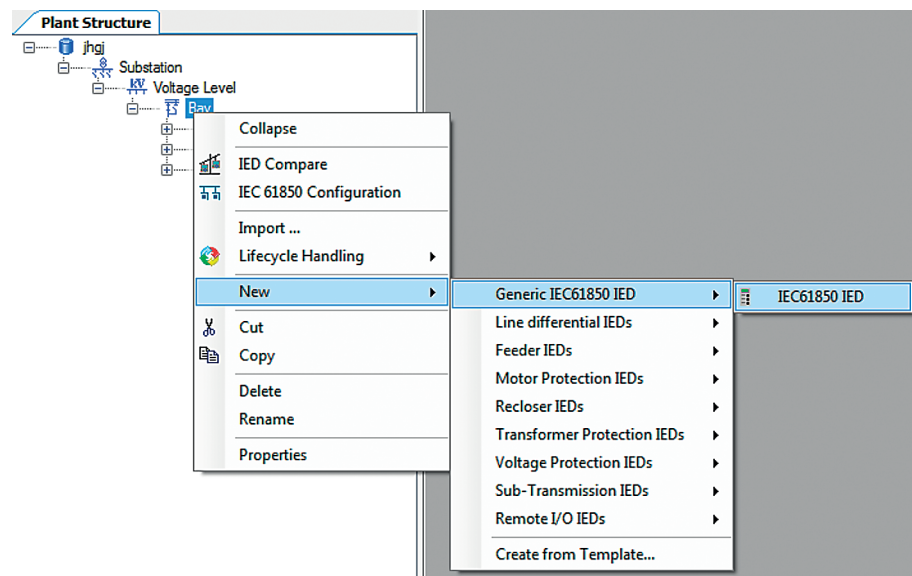 Plant Structure
jhgj
Substation
Voltage Level
Bay
Collapse
IED Compare
IEC 61850 Configuration
Import ...
Lifecycle Handling
New
Cut
Copy
Delete
Rename
Properties
Generic IEC61850 IED
Line differential IEDs
Feeder IEDs
Motor Protection IEDs
Recloser IEDs
Transformer Protection IEDs
Voltage Protection IEDs
Sub-Transmission IEDs
Remote I/O IEDs
Create from Template...
IEC61850 IED